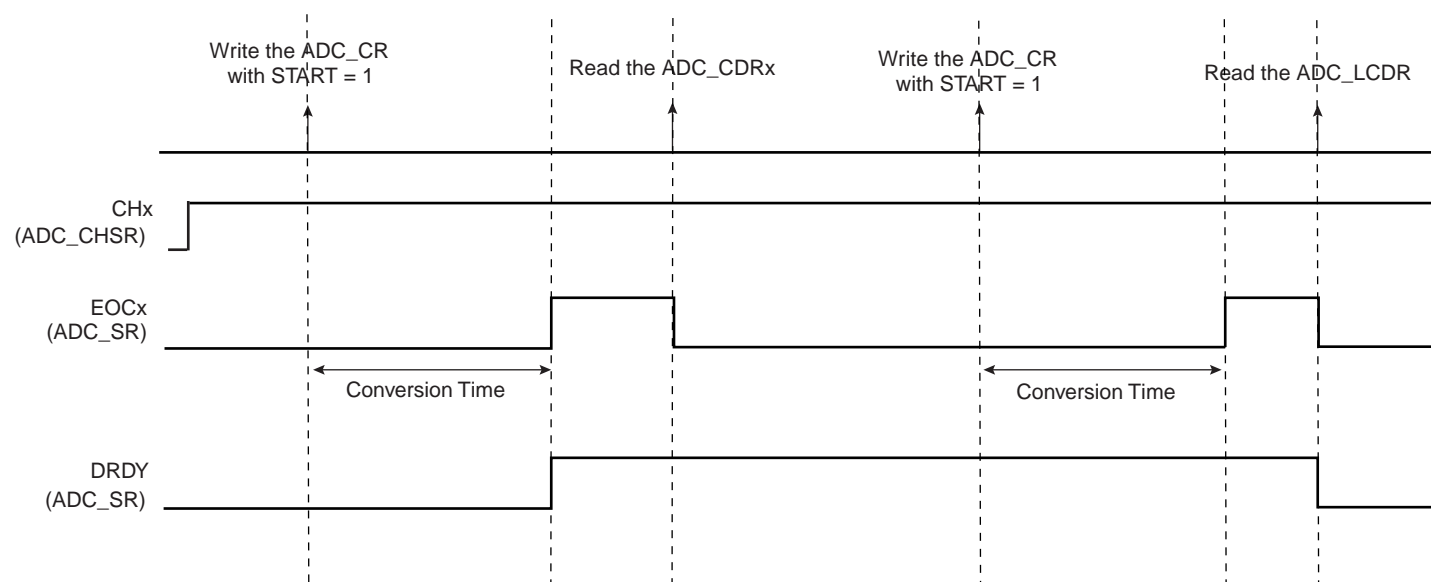 Write the ADC_CR
with START = 1
Read the ADC_CDRx
Write the ADC_CR
with START = 1
Read the ADC_LCDR
CHx
(ADC_CHSR)
EOCx
(ADC_SR)
Conversion Time
Conversion Time
DRDY
(ADC_SR)